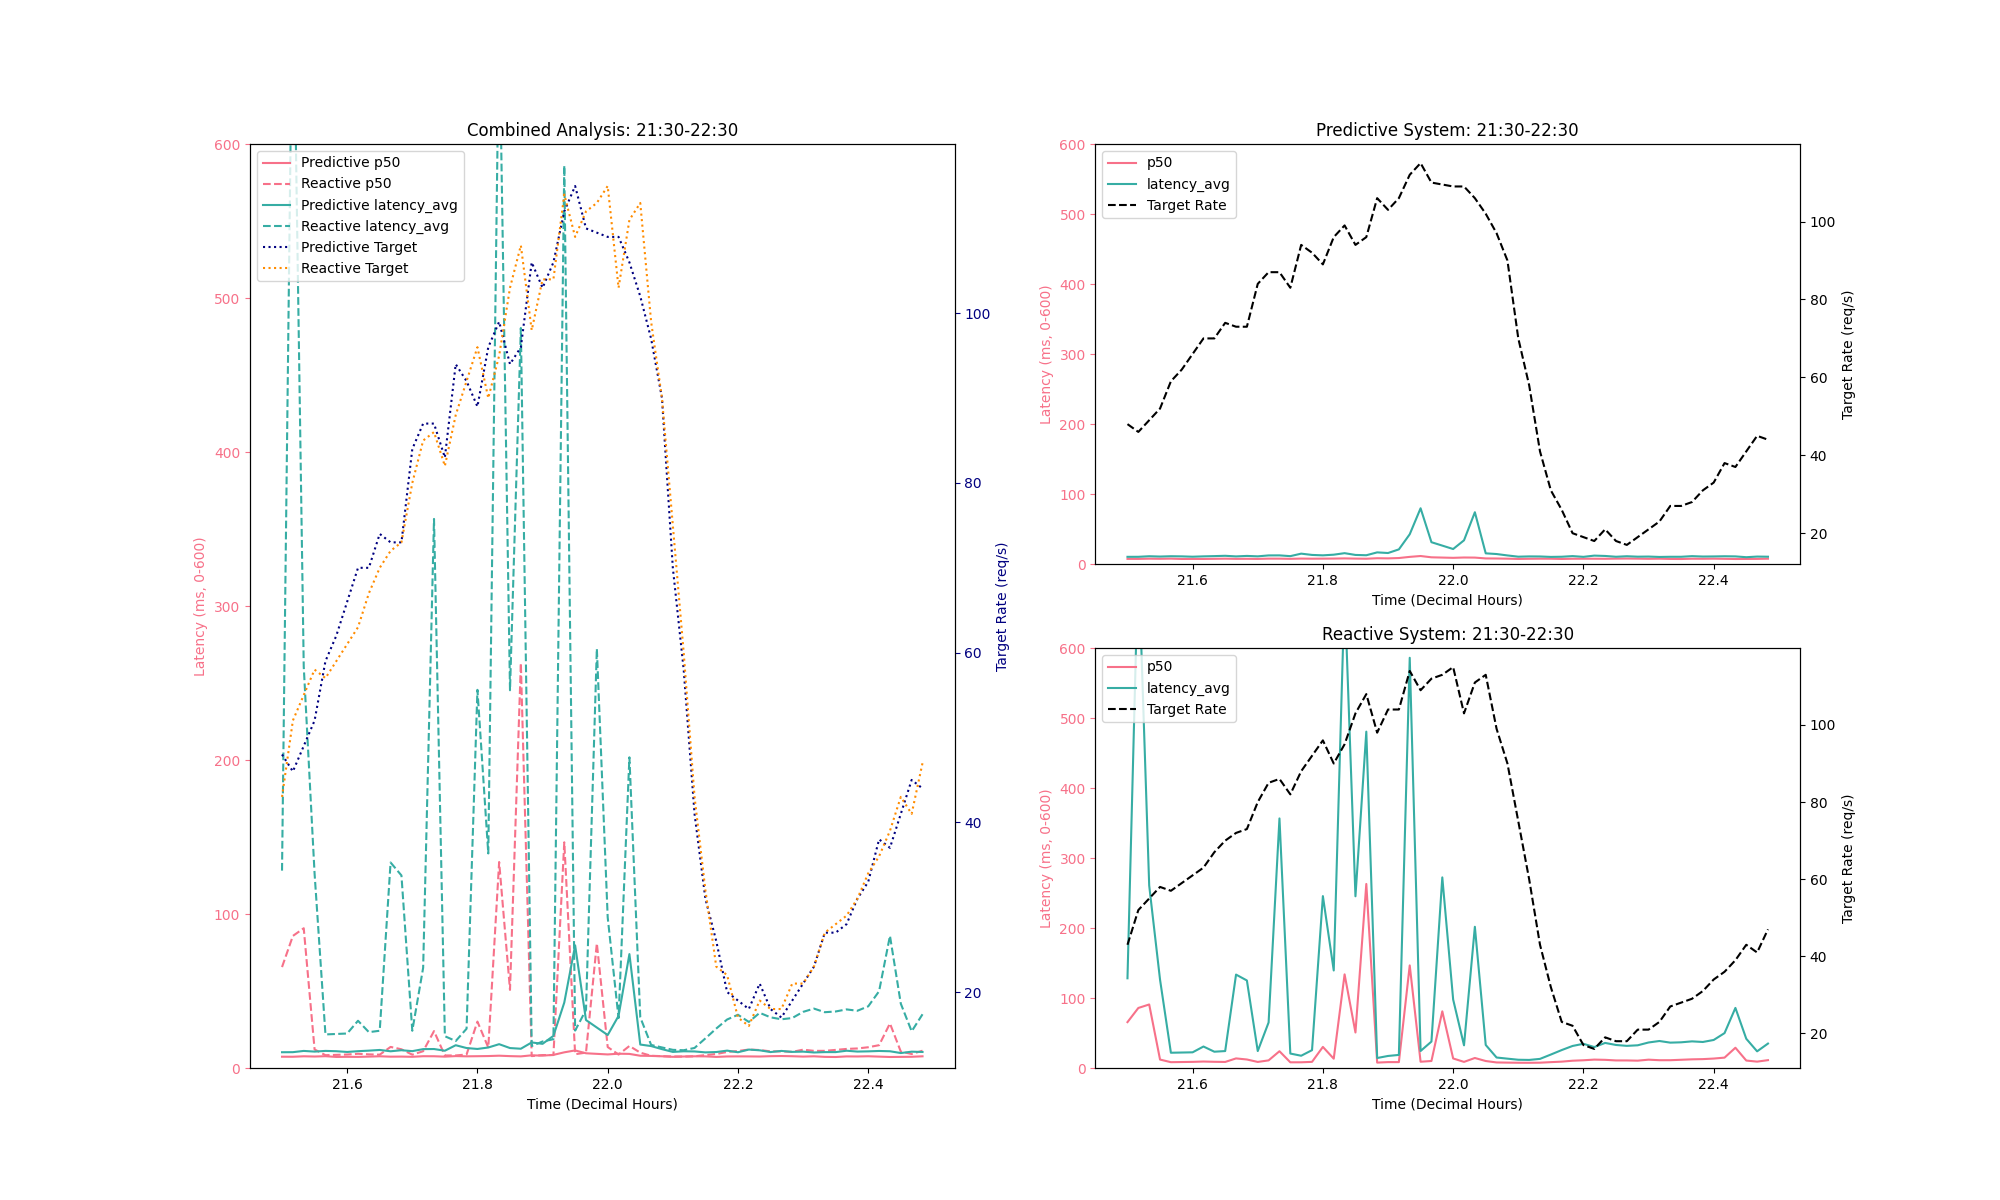 Combined Analysis: 21:30-22:30
600
500
400
300
200
100
0
Latency (ms, 0-600)
Predictive p50
Reactive p50
Predictive latency_avg
Reactive latency_avg
Predictive Target
Reactive Target
100
80
60
40
20
Target Rate (req/s)
21.6 21.8 22.0 22.2 22.4
Time (Decimal Hours)
Predictive System: 21:30-22:30
600
500
400
300
200
100
0
Latency (ms, 0-600)
p50
latency_avg
Target Rate
100
80
60
40
20
Target Rate (req/s)
21.6 21.8 22.0 22.2 22.4
Time (Decimal Hours)
Reactive System: 21:30-22:30
600
500
400
300
200
100
0
Latency (ms, 0-600)
p50
latency_avg
Target Rate
100
80
60
40
20
Target Rate (req/s)
21.6 21.8 22.0 22.2 22.4
Time (Decimal Hours)